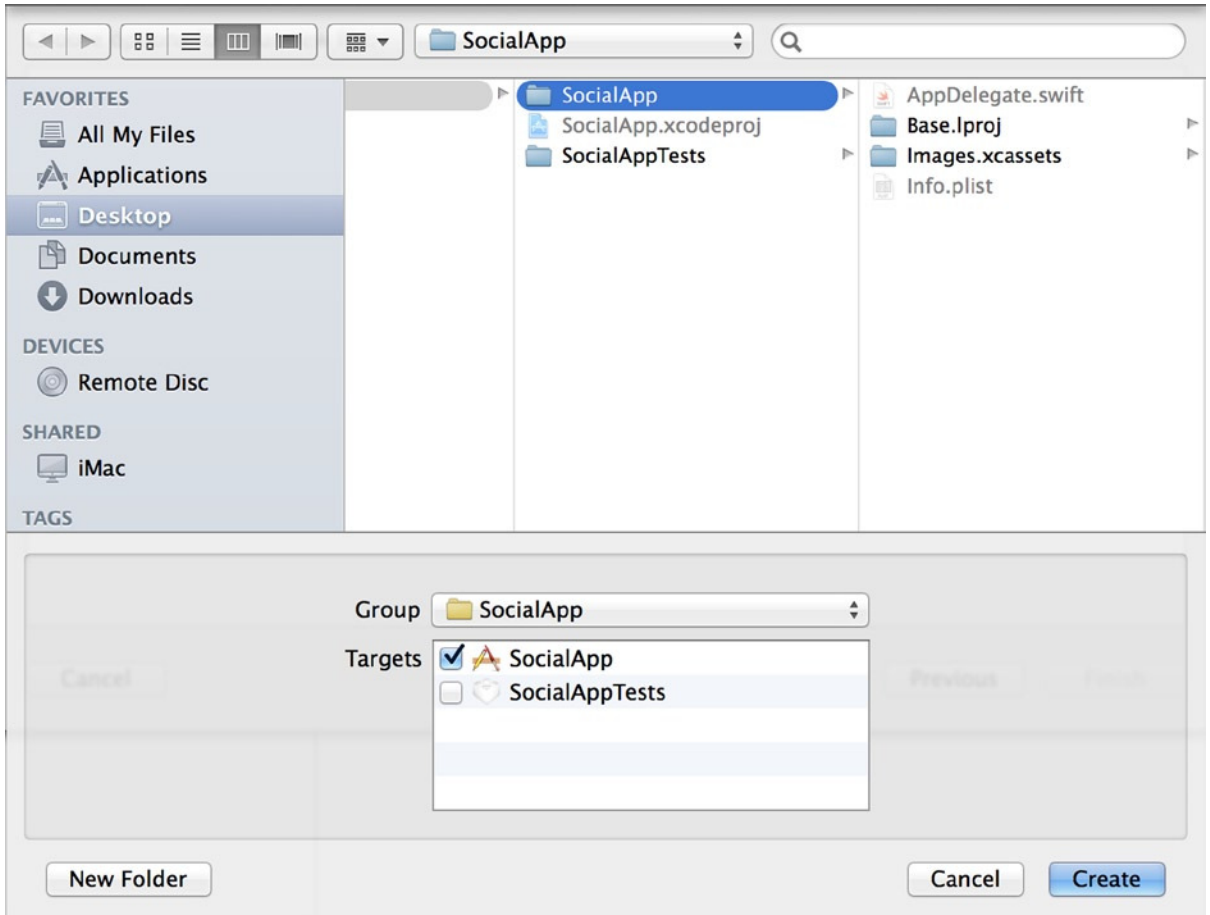 SocialApp
FAVORITES
All My Files
Applications
Desktop
Documents
Downloads
DEVICES
Remote Disc
SHARED
iMac
TAGS
SocialApp
SocialApp.xcodeproj
SocialAppTests
AppDelegate.swift
Base.lproj
Images.xcassets
Info.plist
Group SocialApp
Targets SocialApp
SocialAppTests
Cancel Previous Finish
New Folder Cancel Create